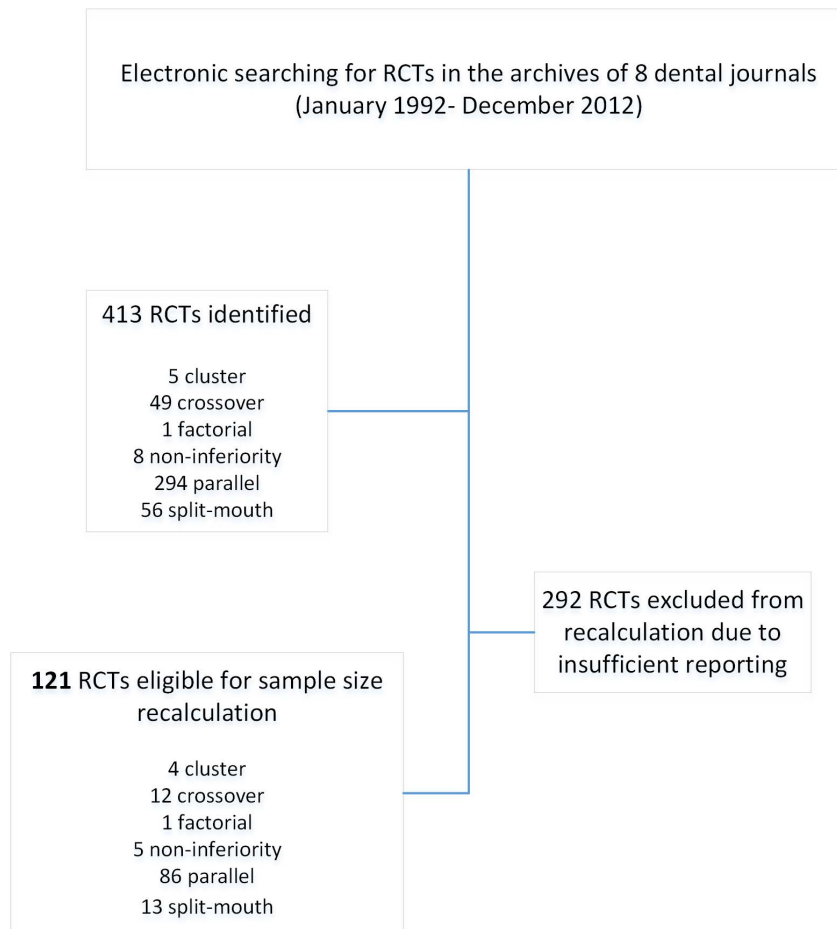 Electronic searching for RCTs in the archives of 8 dental journals
(January 1992- December 2012)
413 RCTs identified
5 cluster
49 crossover
1 factorial
8 non-inferiority
294 parallel
56 split-mouth
292 RCTs excluded from
recalculation due to
insufficient reporting
121 RCTs eligible for sample size
recalculation
4 cluster
12 crossover
1 factorial
5 non-inferiority
86 parallel
13 split-mouth